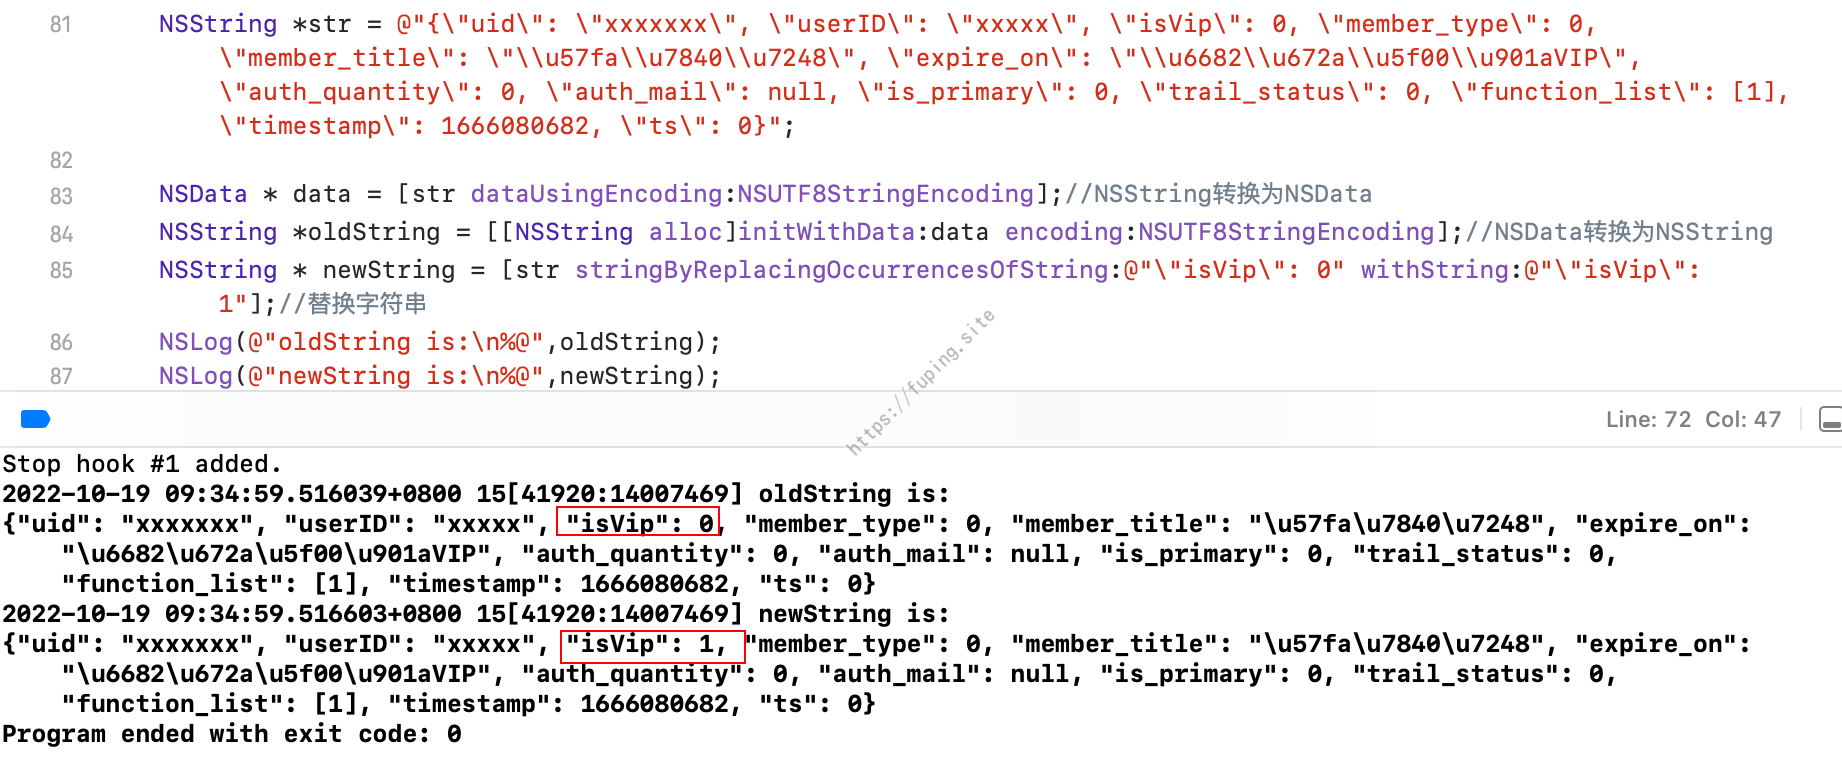 81 NSString *str = @"{\"uid\": \"xxxxxxx\", \"userID\": \"xxxxx\", \"isVip\": 0, \"member_type\": 0,
\"member_title\": \"\\u57fa\\u7840\\u7248\", \"expire_on\": \"\\u6682\\u672a\\u5f00\\u901aVIP\",
\"auth_quantity\": 0, \"auth_mail\": null, \"is_primary\": 0, \"trail_status\": 0, \"function_list\": [1],
\"timestamp\": 1666080682, \"ts\": 0}";
82
83 NSData * data = [str dataUsingEncoding:NSUTF8StringEncoding];//NSString转换为NSData
84 NSString *oldString = [[NSString alloc]initWithData:data encoding:NSUTF8StringEncoding];//NSData转换为NSString
85 NSString * newString = [str stringByReplacingOccurrencesOfString:@"\"isVip\": 0" withString:@"\"isVip\":
1"];//替换字符串
86 NSLog(@"oldString is:\n%@",oldString);
87 NSLog(@"newString is:\n%@",newString);
https://fuping.site
Line: 72 Col: 47
Stop hook #1 added.
2022-10-19 09:34:59.516039+0800 15[41920:14007469] oldString is:
{"uid": "xxxxxxx", "userID": "xxxxx", "isVip": 0, "member_type": 0, "member_title": "\u57fa\u7840\u7248", "expire_on":
"\u6682\u672a\u5f00\u901aVIP", "auth_quantity": 0, "auth_mail": null, "is_primary": 0, "trail_status": 0,
"function_list": [1], "timestamp": 1666080682, "ts": 0}
2022-10-19 09:34:59.516603+0800 15[41920:14007469] newString is:
{"uid": "xxxxxxx", "userID": "xxxxx", "isVip": 1, "member_type": 0, "member_title": "\u57fa\u7840\u7248", "expire_on":
"\u6682\u672a\u5f00\u901aVIP", "auth_quantity": 0, "auth_mail": null, "is_primary": 0, "trail_status": 0,
"function_list": [1], "timestamp": 1666080682, "ts": 0}
Program ended with exit code: 0